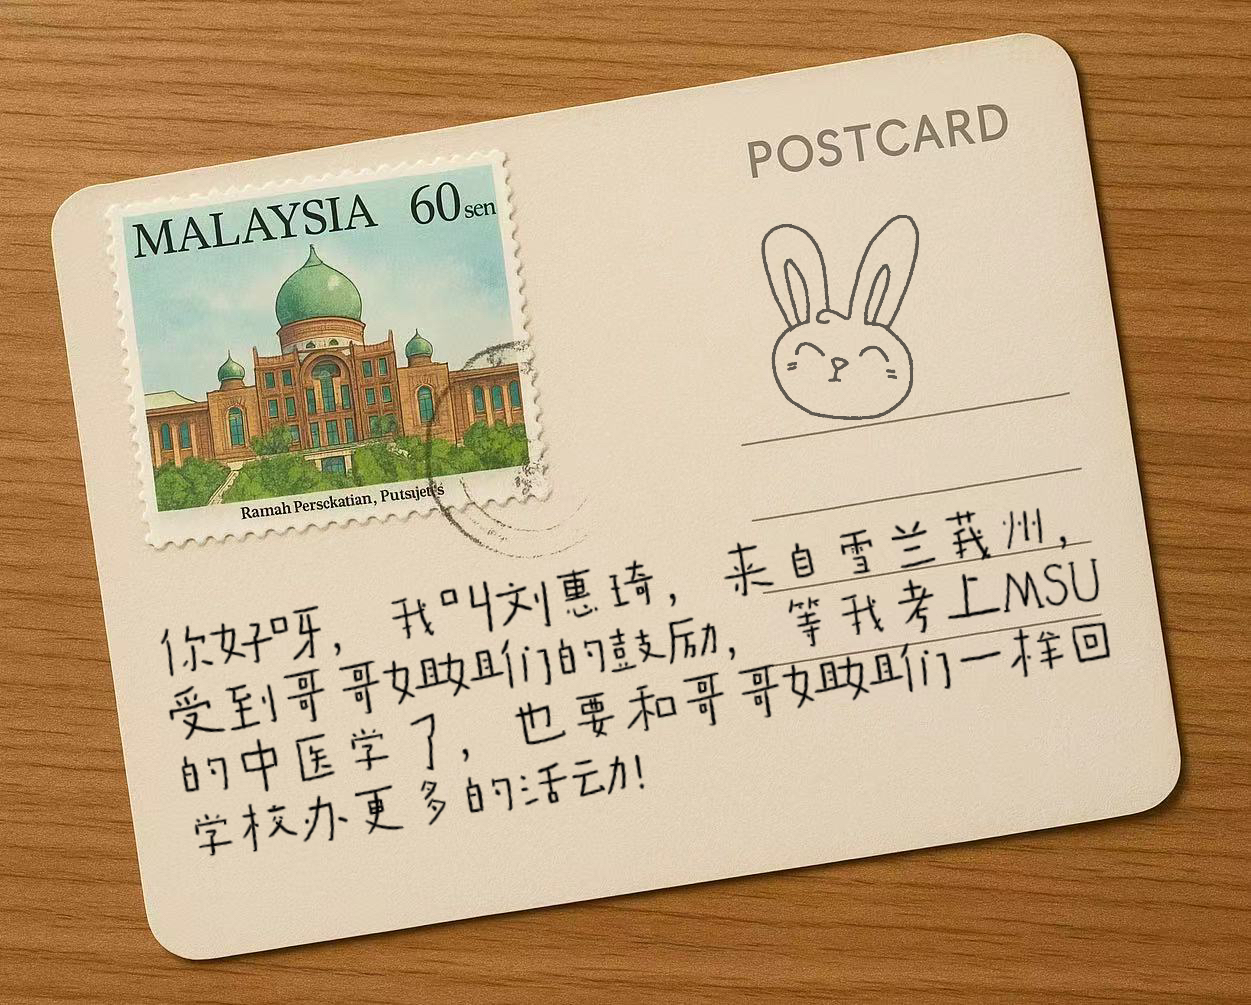 POSTCARD
MALAYSIA 60sen
Ramah Persckatian, Putsıjet's
你好呀，我叫刘惠琦，来自雪兰莪州，
受到哥哥姐姐们的鼓励，等我考上MSU
的中医学了，也要和哥哥姐姐们一样回
学校办更多的活动！